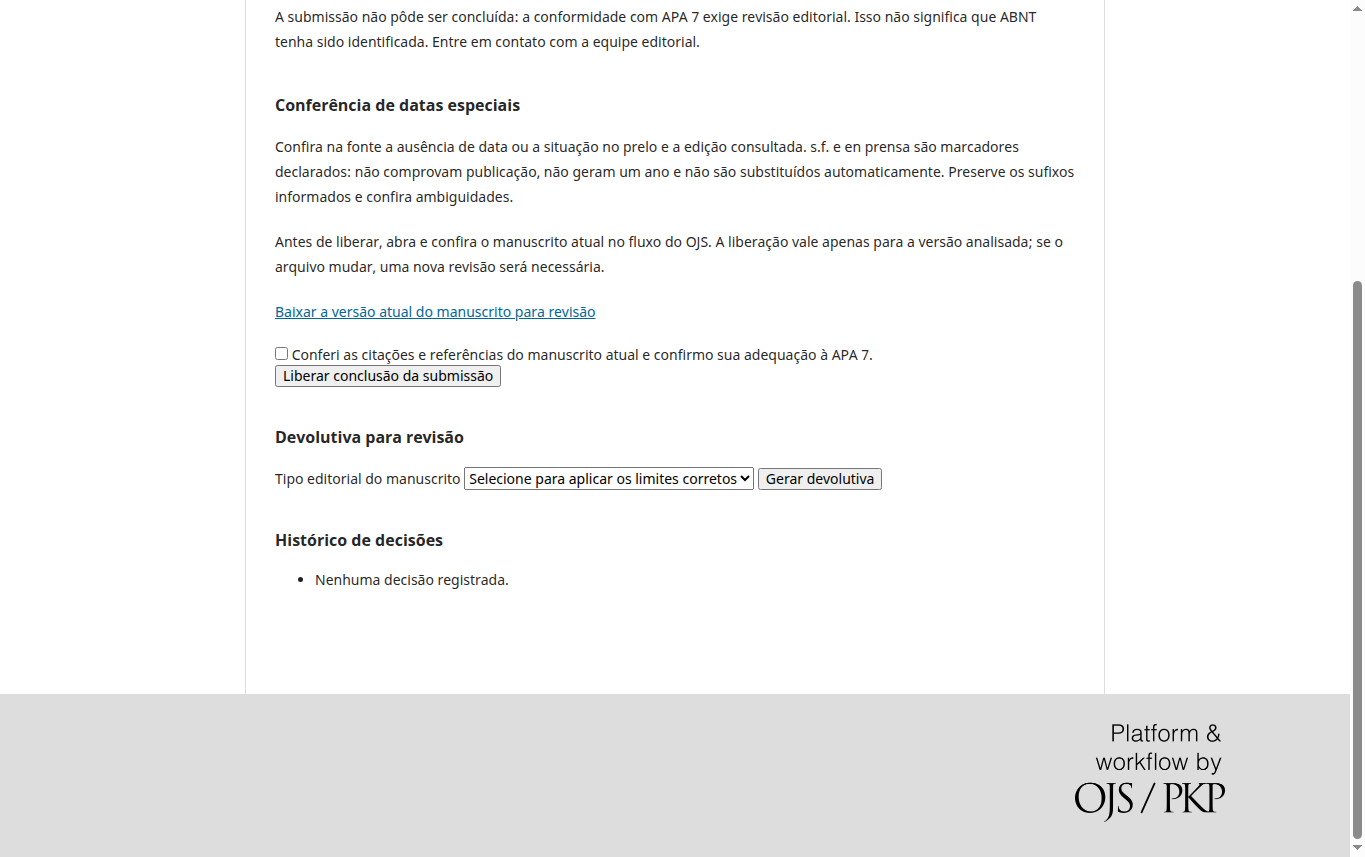 A submissão não pôde ser concluída: a conformidade com APA 7 exige revisão editorial. Isso não significa que ABNT
tenha sido identificada. Entre em contato com a equipe editorial.
Conferência de datas especiais
Confira na fonte a ausência de data ou a situação no prelo e a edição consultada. s.f. e en prensa são marcadores
declarados: não comprovam publicação, não geram um ano e não são substituídos automaticamente. Preserve os sufixos
informados e confira ambiguidades.
Antes de liberar, abra e confira o manuscrito atual no fluxo do OJS. A liberação vale apenas para a versão analisada; se o
arquivo mudar, uma nova revisão será necessária.
Baixar a versão atual do manuscrito para revisão
Conferi as citações e referências do manuscrito atual e confirmo sua adequação à APA 7.
Liberar conclusão da submissão
Devolutiva para revisão
Tipo editorial do manuscrito Selecione para aplicar os limites corretos Gerar devolutiva
Histórico de decisões
Nenhuma decisão registrada.
Platform &
workflow by
OJS / PKP